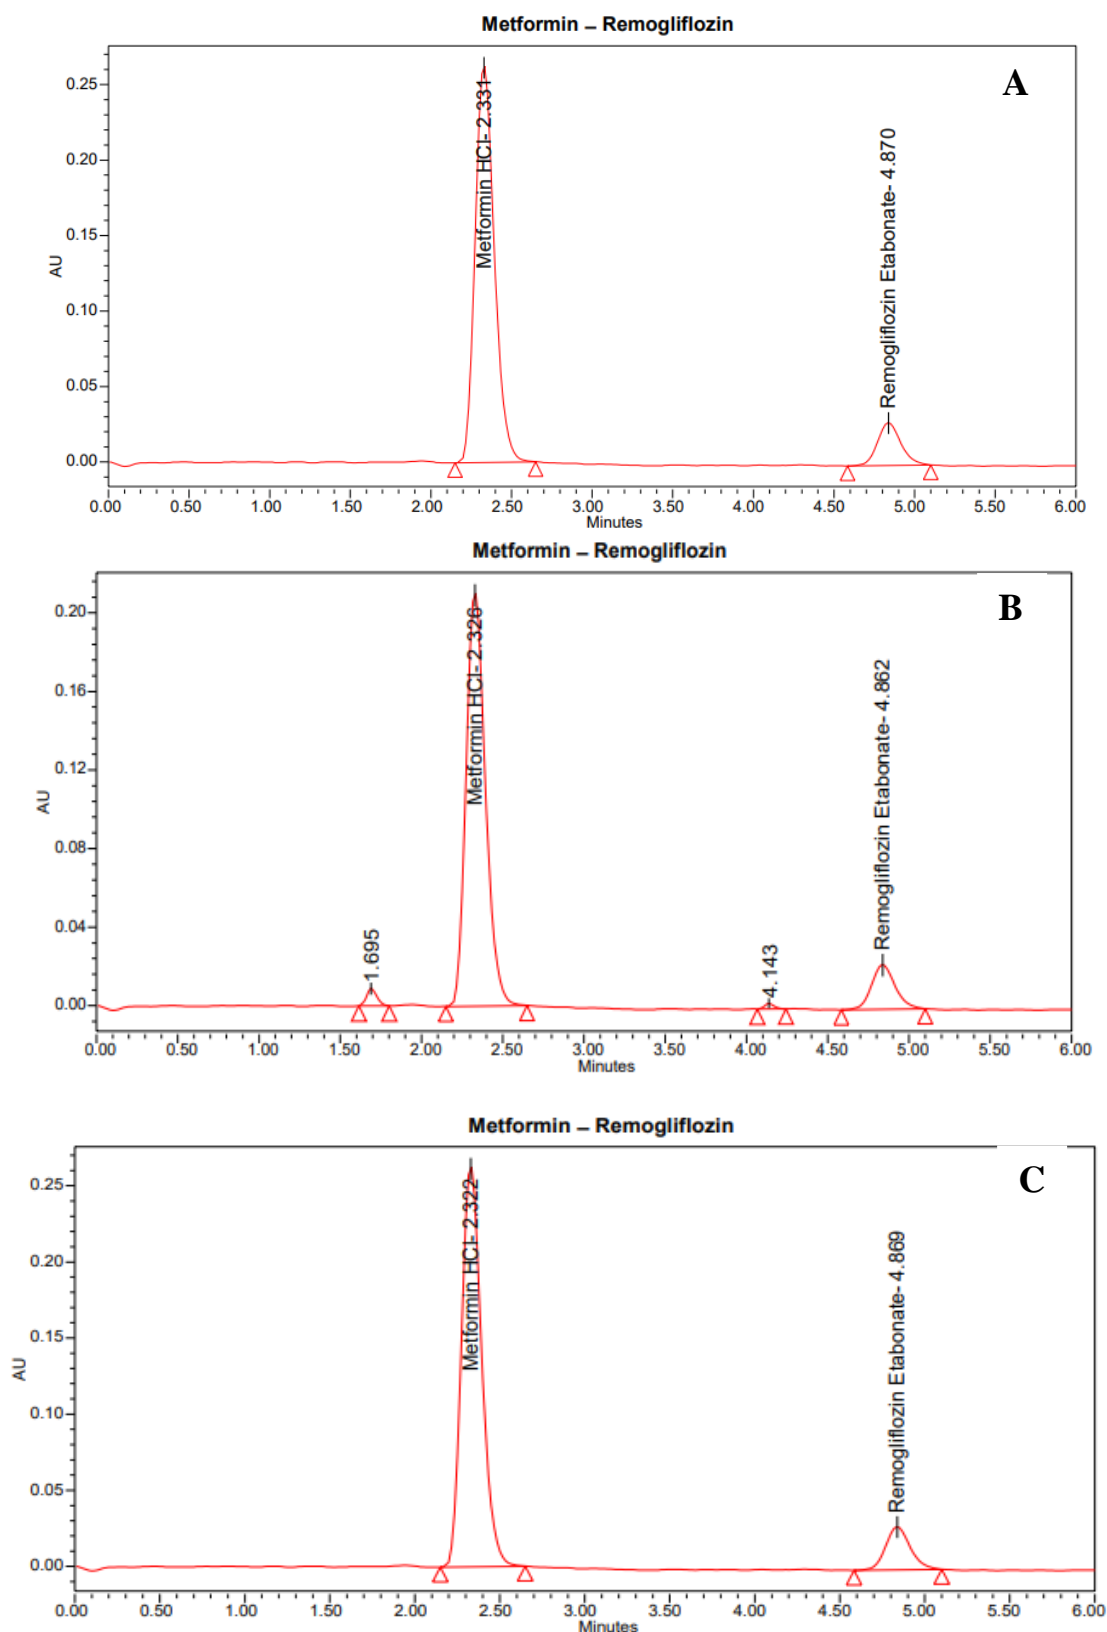 Metformin – Remogliflozin
A
Metformin HCl- 2.331
Remogliflozin Etabonate- 4.870
AU
0.25
0.20
0.15
0.10
0.05
0.00
0.00 0.50 1.00 1.50 2.00 2.50 3.00 3.50 4.00 4.50 5.00 5.50 6.00
Minutes
Metformin – Remogliflozin
B
1.695
Metformin HCl- 2.326
4.143
Remogliflozin Etabonate- 4.862
AU
0.20
0.16
0.12
0.08
0.04
0.00
0.00 0.50 1.00 1.50 2.00 2.50 3.00 3.50 4.00 4.50 5.00 5.50 6.00
Minutes
Metformin – Remogliflozin
C
Metformin HCl- 2.322
Remogliflozin Etabonate- 4.869
AU
0.25
0.20
0.15
0.10
0.05
0.00
0.00 0.50 1.00 1.50 2.00 2.50 3.00 3.50 4.00 4.50 5.00 5.50 6.00
Minutes